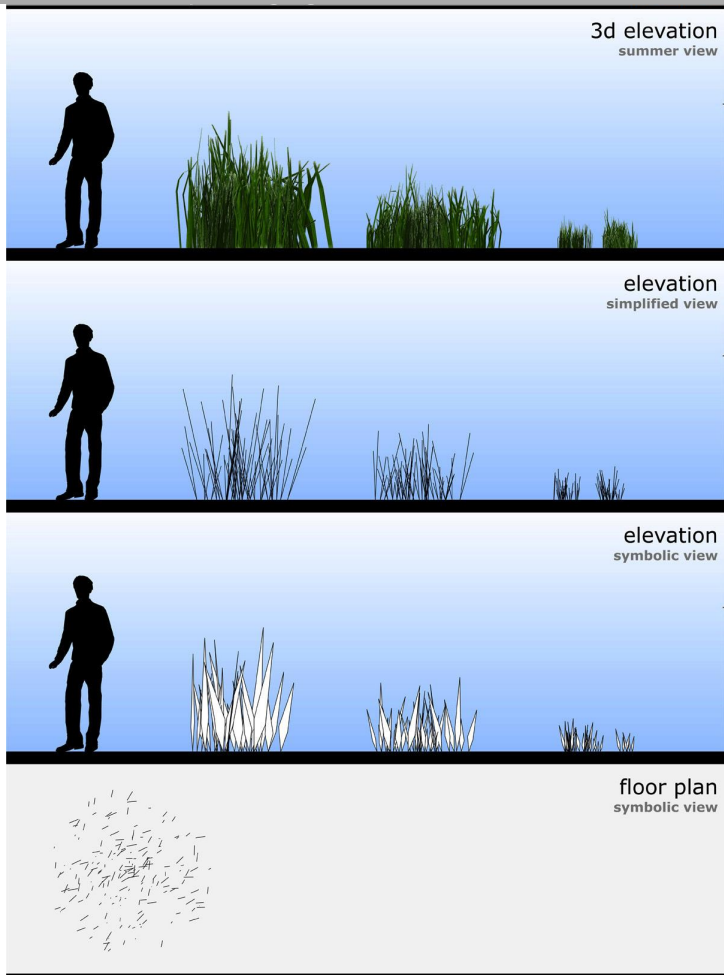 3d elevation
summer view
elevation
simplified view
elevation
symbolic view
floor plan
symbolic view